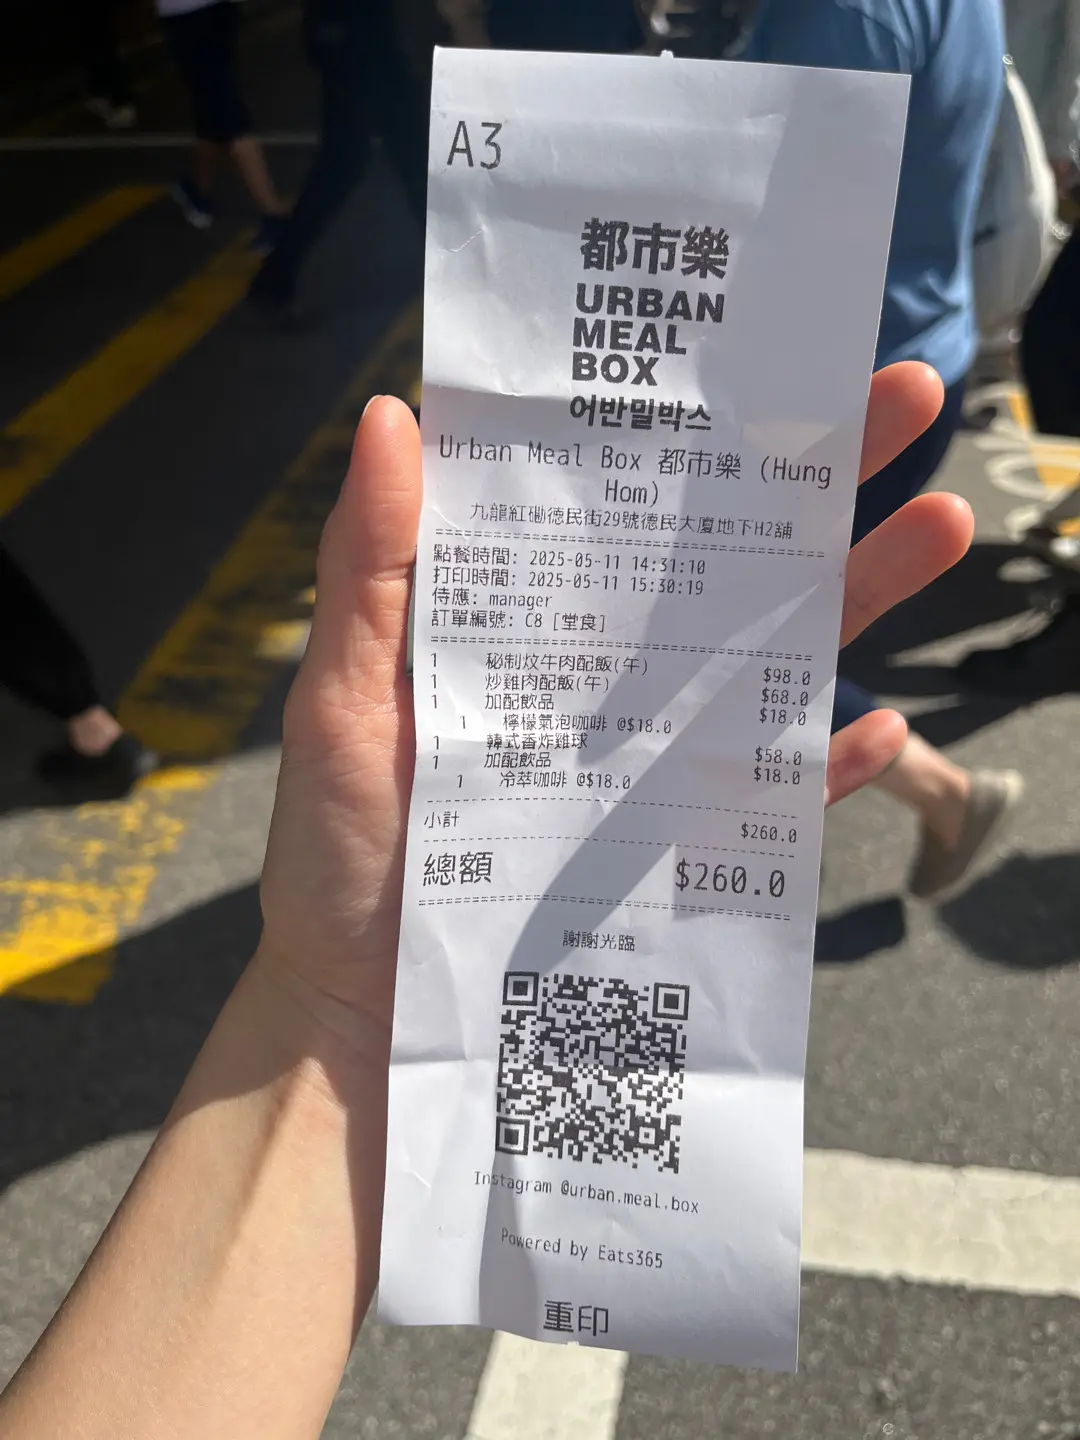 A3
都市樂
URBAN
MEAL
BOX
어반밀박스
Urban Meal Box 都市樂 (Hung
Hom)
九龍紅磡德民街29號德民大廈地下H2舖
點餐時間: 2025-05-11 14:31:10
打印時間: 2025-05-11 15:30:19
侍應: manager
訂單編號: C8 [堂食]
1 秘制炆牛肉配飯(午) $98.0
1 炒雞肉配飯(午) $68.0
1 加配飲品 $18.0
1 檸檬氣泡咖啡 @$18.0
1 韓式香炸雞球 $58.0
1 加配飲品 $18.0
1 冷萃咖啡 @$18.0
小計 $260.0
總額 $260.0
謝謝光臨
Instagram @urban.meal.box
Powered by Eats365
重印